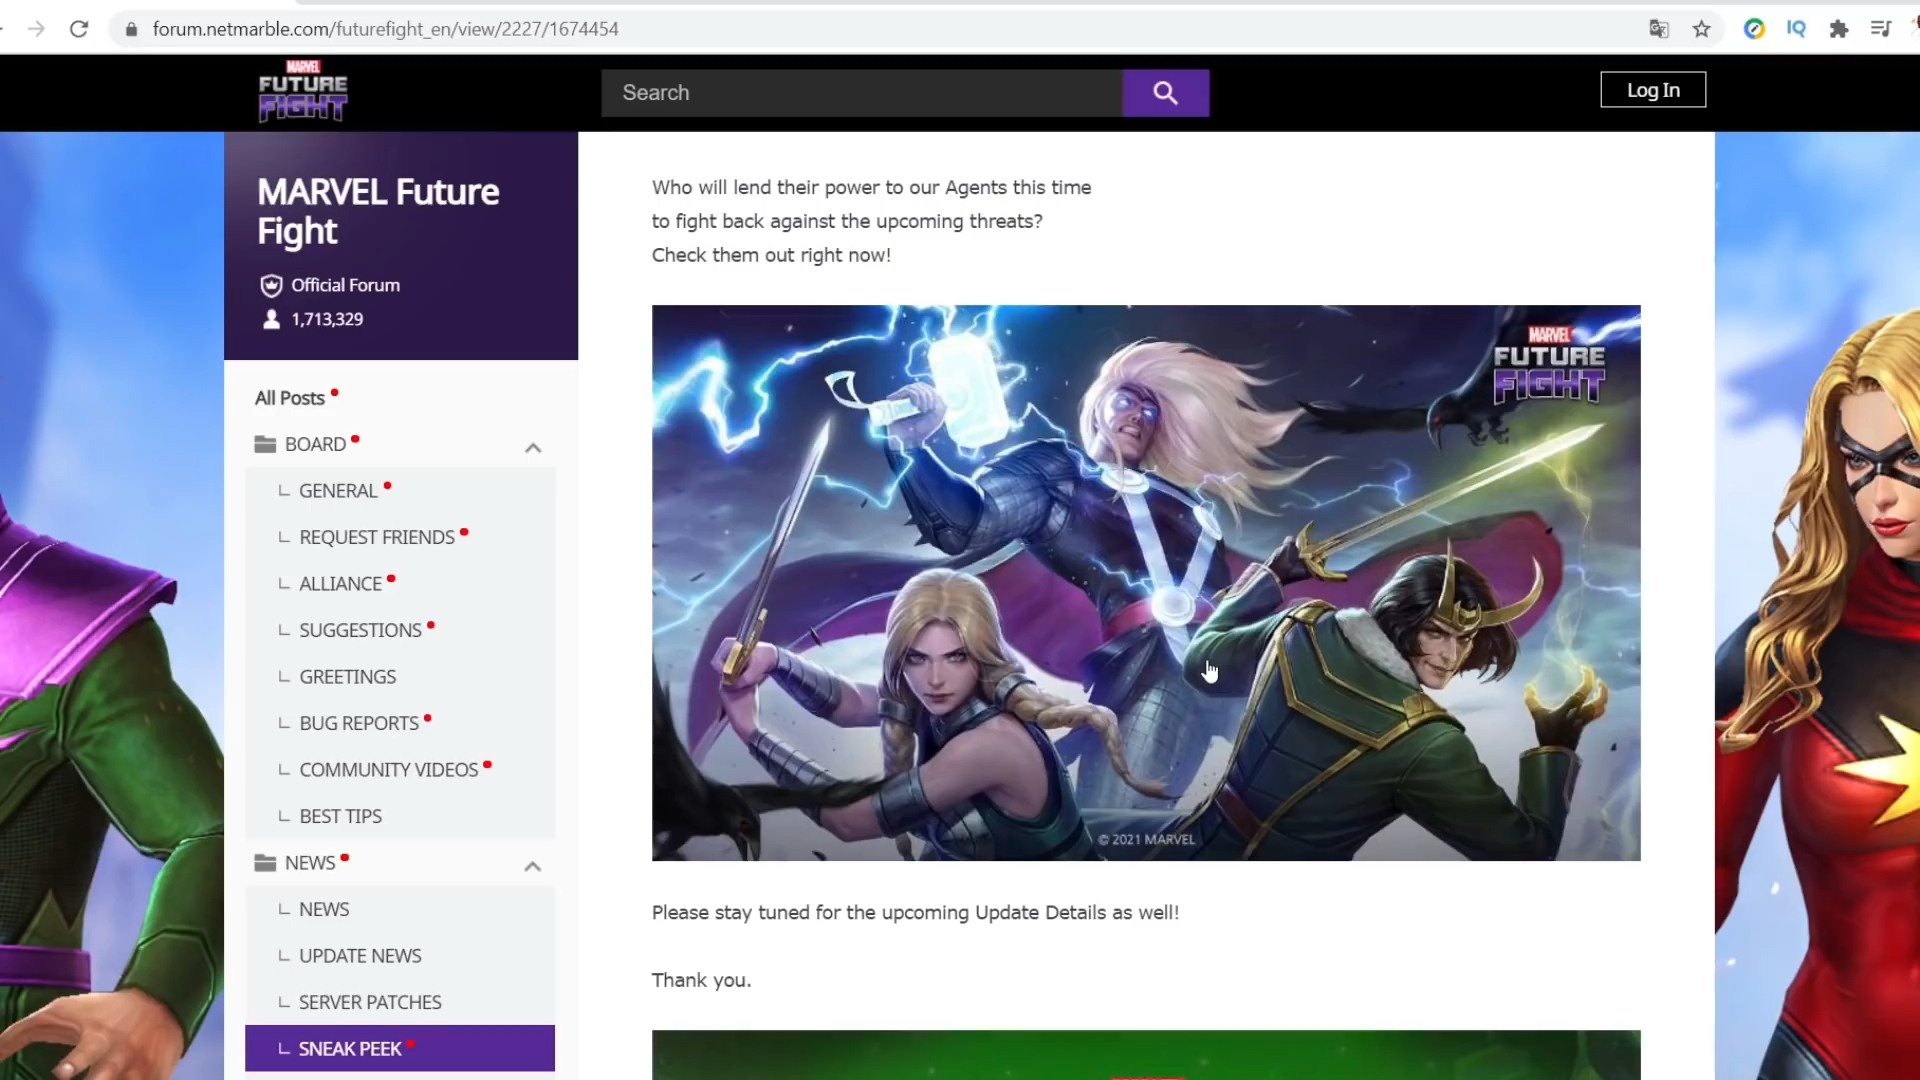 forum.netmarble.com/futurefight_en/view/2227/1674454
IQ
MARVEL
FUTURE
FIGHT
Search
Log In
MARVEL Future
Fight
Official Forum
1,713,329
All Posts
BOARD
GENERAL
REQUEST FRIENDS
ALLIANCE
SUGGESTIONS
GREETINGS
BUG REPORTS
COMMUNITY VIDEOS
BEST TIPS
NEWS
NEWS
UPDATE NEWS
SERVER PATCHES
SNEAK PEEK
Who will lend their power to our Agents this time
to fight back against the upcoming threats?
Check them out right now!
MARVEL
FUTURE
FIGHT
© 2021 MARVEL
Please stay tuned for the upcoming Update Details as well!
Thank you.